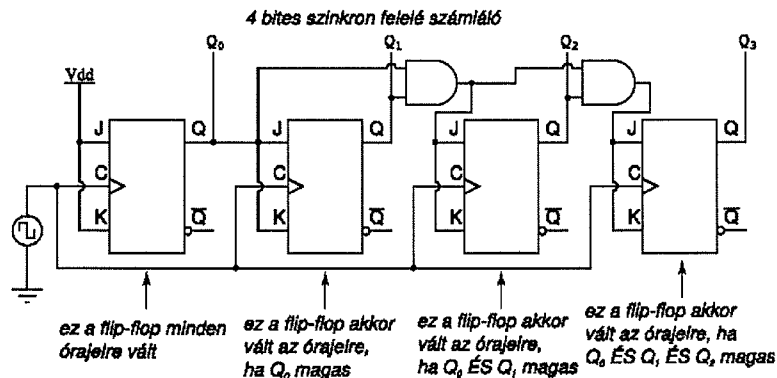 4 bites szinkron felelé számláló
Q₀ Q₁ Q₂ Q₃
Vdd
J Q J Q J Q J Q
C C C C
K Q̅ K Q̅ K Q̅ K Q̅
ez a flip-flop minden
órajelre vált
ez a flip-flop akkor
vált az órajelre,
ha Q₀ magas
ez a flip-flop akkor
vált az órajelre,
ha Q₀ ÉS Q₁ magas
ez a flip-flop akkor
vált az órajelre, ha
Q₀ ÉS Q₁ ÉS Q₂ magas